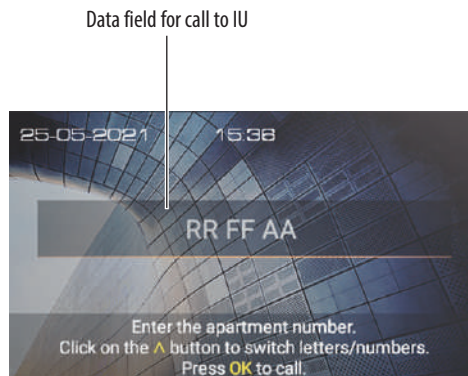 Data field for call to IU
25-05-2021 15:36
RR FF AA
Enter the apartment number.
Click on the ∧ button to switch letters/numbers.
Press OK to call.